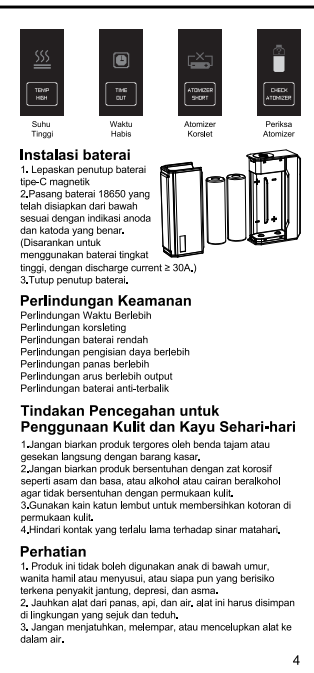 TEMP
HIGH
TIME
OUT
ATOMIZER
SHORT
CHECK
ATOMIZER
Suhu
Tinggi
Waktu
Habis
Atomizer
Korslet
Periksa
Atomizer
Instalasi baterai
1. Lepaskan penutup baterai
tipe-C magnetik
2.Pasang baterai 18650 yang
telah disiapkan dari bawah
sesuai dengan indikasi anoda
dan katoda yang benar.
(Disarankan untuk
menggunakan baterai tingkat
tinggi, dengan discharge current ≥ 30A.)
3.Tutup penutup baterai.
Perlindungan Keamanan
Perlindungan Waktu Berlebih
Perlindungan korsleting
Perlindungan baterai rendah
Perlindungan pengisian daya berlebih
Perlindungan panas berlebih
Perlindungan arus berlebih output
Perlindungan baterai anti-terbalik
Tindakan Pencegahan untuk
Penggunaan Kulit dan Kayu Sehari-hari
1.Jangan biarkan produk tergores oleh benda tajam atau
gesekan langsung dengan barang kasar.
2.Jangan biarkan produk bersentuhan dengan zat korosif
seperti asam dan basa, atau alkohol atau cairan beralkohol
agar tidak bersentuhan dengan permukaan kulit.
3.Gunakan kain katun lembut untuk membersihkan kotoran di
permukaan kulit.
4.Hindari kontak yang terlalu lama terhadap sinar matahari.
Perhatian
1. Produk ini tidak boleh digunakan anak di bawah umur,
wanita hamil atau menyusui, atau siapa pun yang berisiko
terkena penyakit jantung, depresi, dan asma.
2. Jauhkan alat dari panas, api, dan air. alat ini harus disimpan
di lingkungan yang sejuk dan teduh.
3. Jangan menjatuhkan, melempar, atau mencelupkan alat ke
dalam air.
4